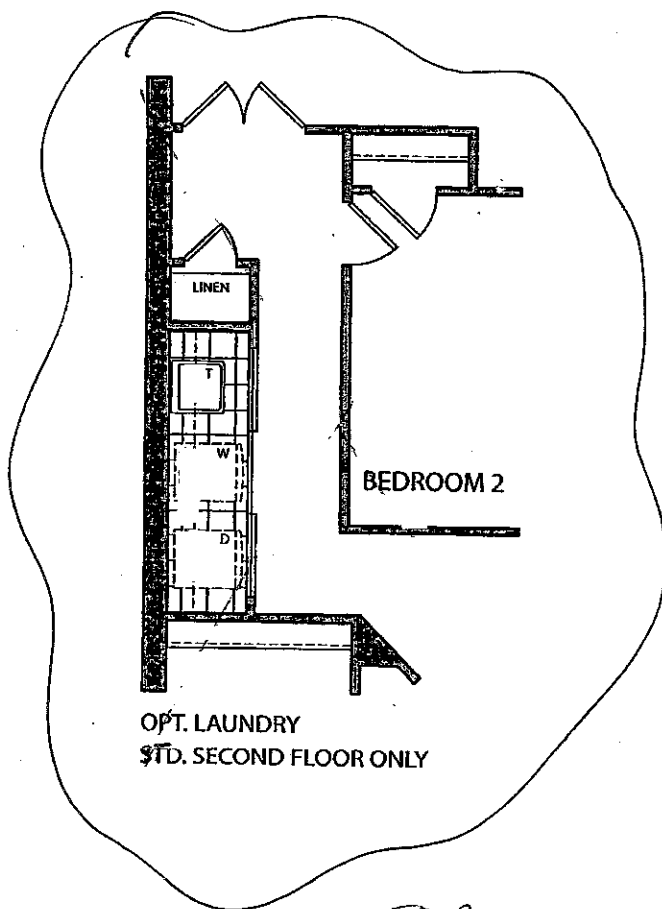 LINEN
T
W
BEDROOM 2
D
OPT. LAUNDRY
STD. SECOND FLOOR ONLY